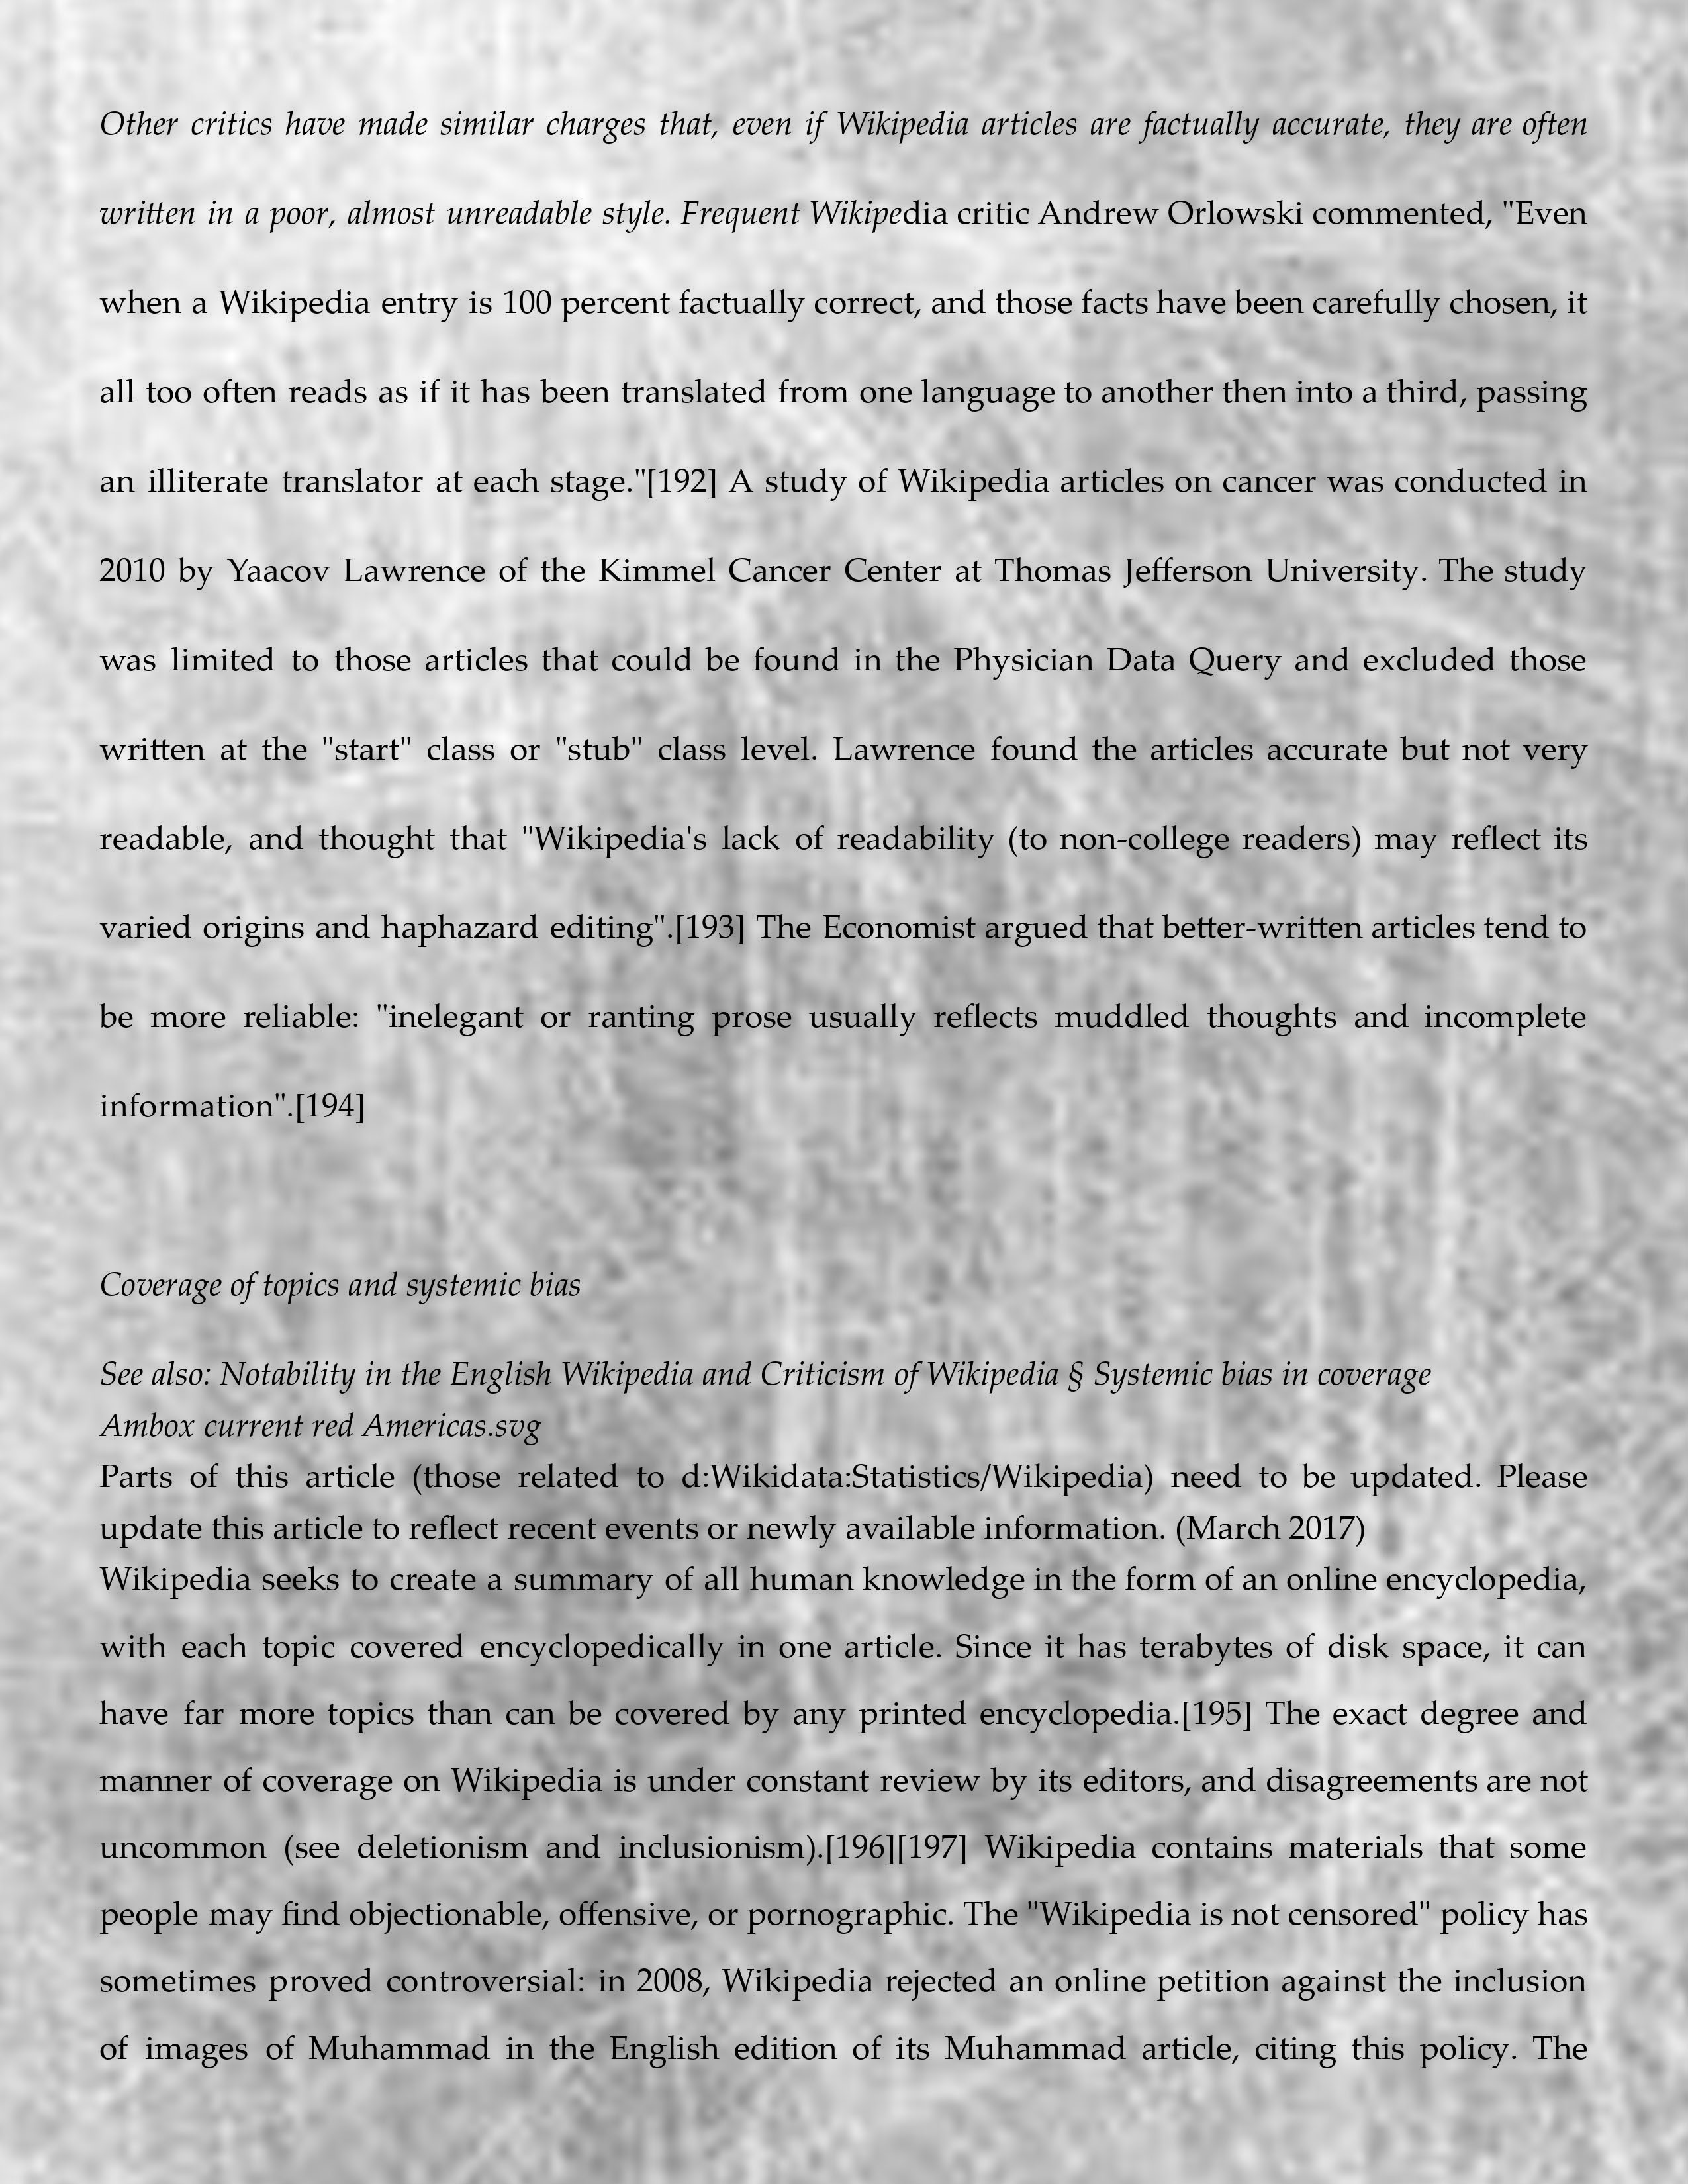 Other critics have made similar charges that, even if Wikipedia articles are factually accurate, they are often
written in a poor, almost unreadable style. Frequent Wikipedia critic Andrew Orlowski commented, "Even
when a Wikipedia entry is 100 percent factually correct, and those facts have been carefully chosen, it
all too often reads as if it has been translated from one language to another then into a third, passing
an illiterate translator at each stage."[192] A study of Wikipedia articles on cancer was conducted in
2010 by Yaacov Lawrence of the Kimmel Cancer Center at Thomas Jefferson University. The study
was limited to those articles that could be found in the Physician Data Query and excluded those
written at the "start" class or "stub" class level. Lawrence found the articles accurate but not very
readable, and thought that "Wikipedia's lack of readability (to non-college readers) may reflect its
varied origins and haphazard editing".[193] The Economist argued that better-written articles tend to
be more reliable: "inelegant or ranting prose usually reflects muddled thoughts and incomplete
information".[194]
Coverage of topics and systemic bias
See also: Notability in the English Wikipedia and Criticism of Wikipedia § Systemic bias in coverage
Ambox current red Americas.svg
Parts of this article (those related to d:Wikidata:Statistics/Wikipedia) need to be updated. Please
update this article to reflect recent events or newly available information. (March 2017)
Wikipedia seeks to create a summary of all human knowledge in the form of an online encyclopedia,
with each topic covered encyclopedically in one article. Since it has terabytes of disk space, it can
have far more topics than can be covered by any printed encyclopedia.[195] The exact degree and
manner of coverage on Wikipedia is under constant review by its editors, and disagreements are not
uncommon (see deletionism and inclusionism).[196][197] Wikipedia contains materials that some
people may find objectionable, offensive, or pornographic. The "Wikipedia is not censored" policy has
sometimes proved controversial: in 2008, Wikipedia rejected an online petition against the inclusion
of images of Muhammad in the English edition of its Muhammad article, citing this policy. The